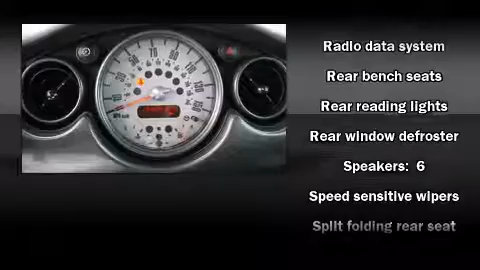 Radio data system
Rear bench seats
Rear reading lights
Rear window defroster
Speakers: 6
Speed sensitive wipers
Split folding rear seat